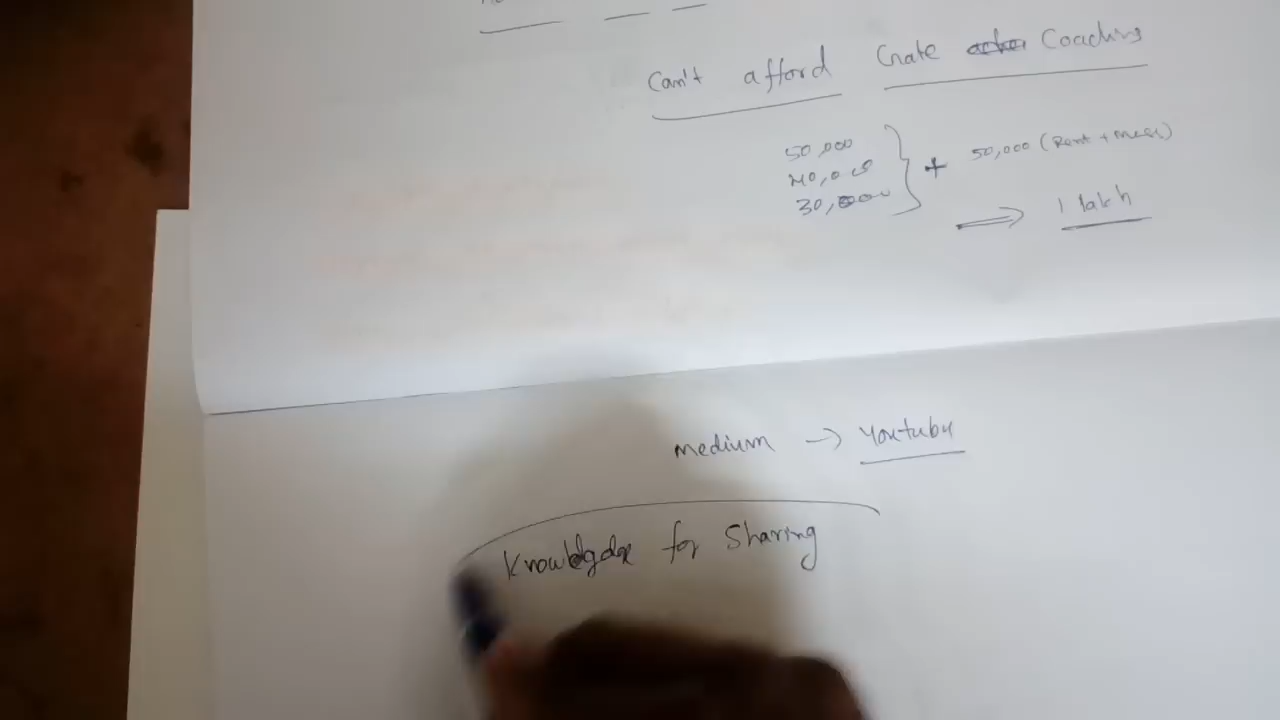 Can't afford Gate Coaching
50,000
40,000
30,000
+ 50,000 (Rent + Mess)
⟹ 1 lakh
medium → Youtube
Knowledge for Sharing